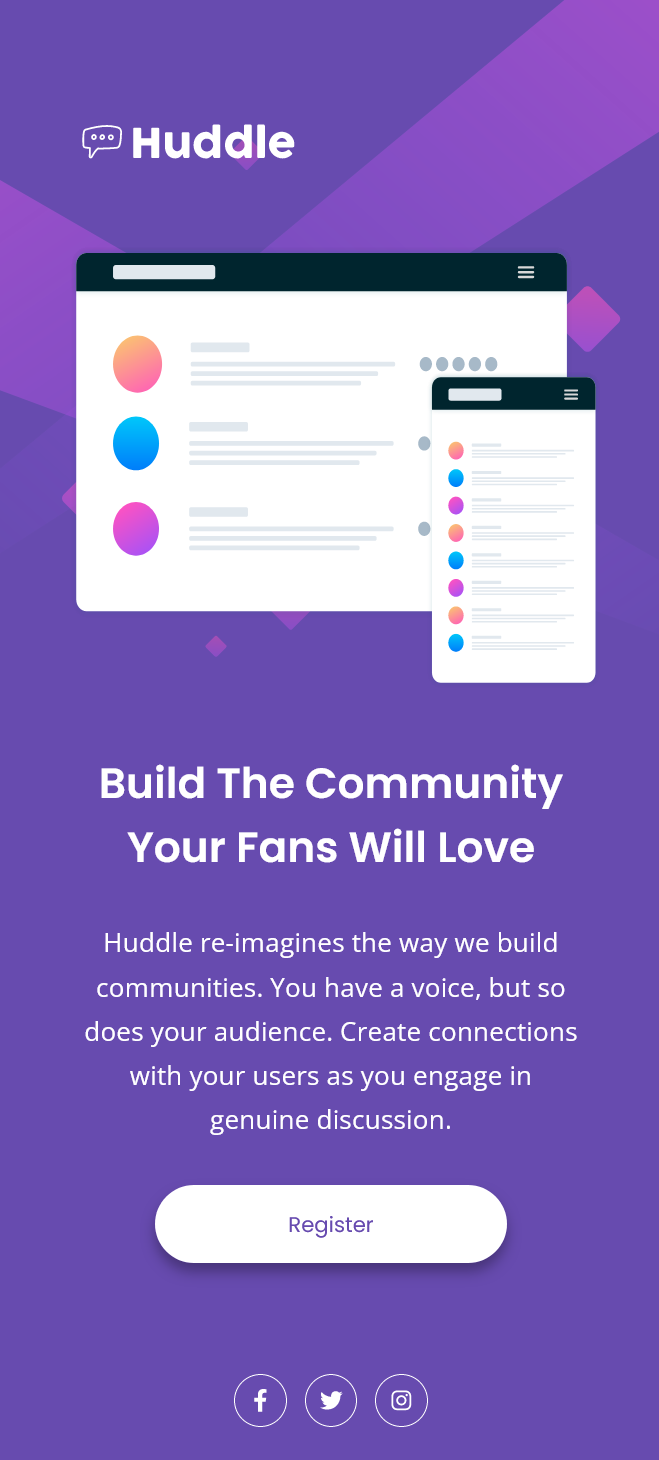 Huddle
Build The Community
Your Fans Will Love
Huddle re-imagines the way we build
communities. You have a voice, but so
does your audience. Create connections
with your users as you engage in
genuine discussion.
Register